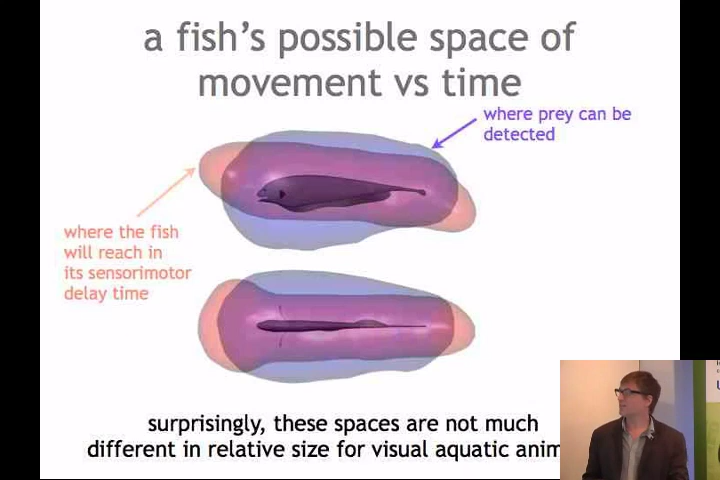 a fish's possible space of
movement vs time
where prey can be
detected
where the fish
will reach in
its sensorimotor
delay time
surprisingly, these spaces are not much
different in relative size for visual aquatic